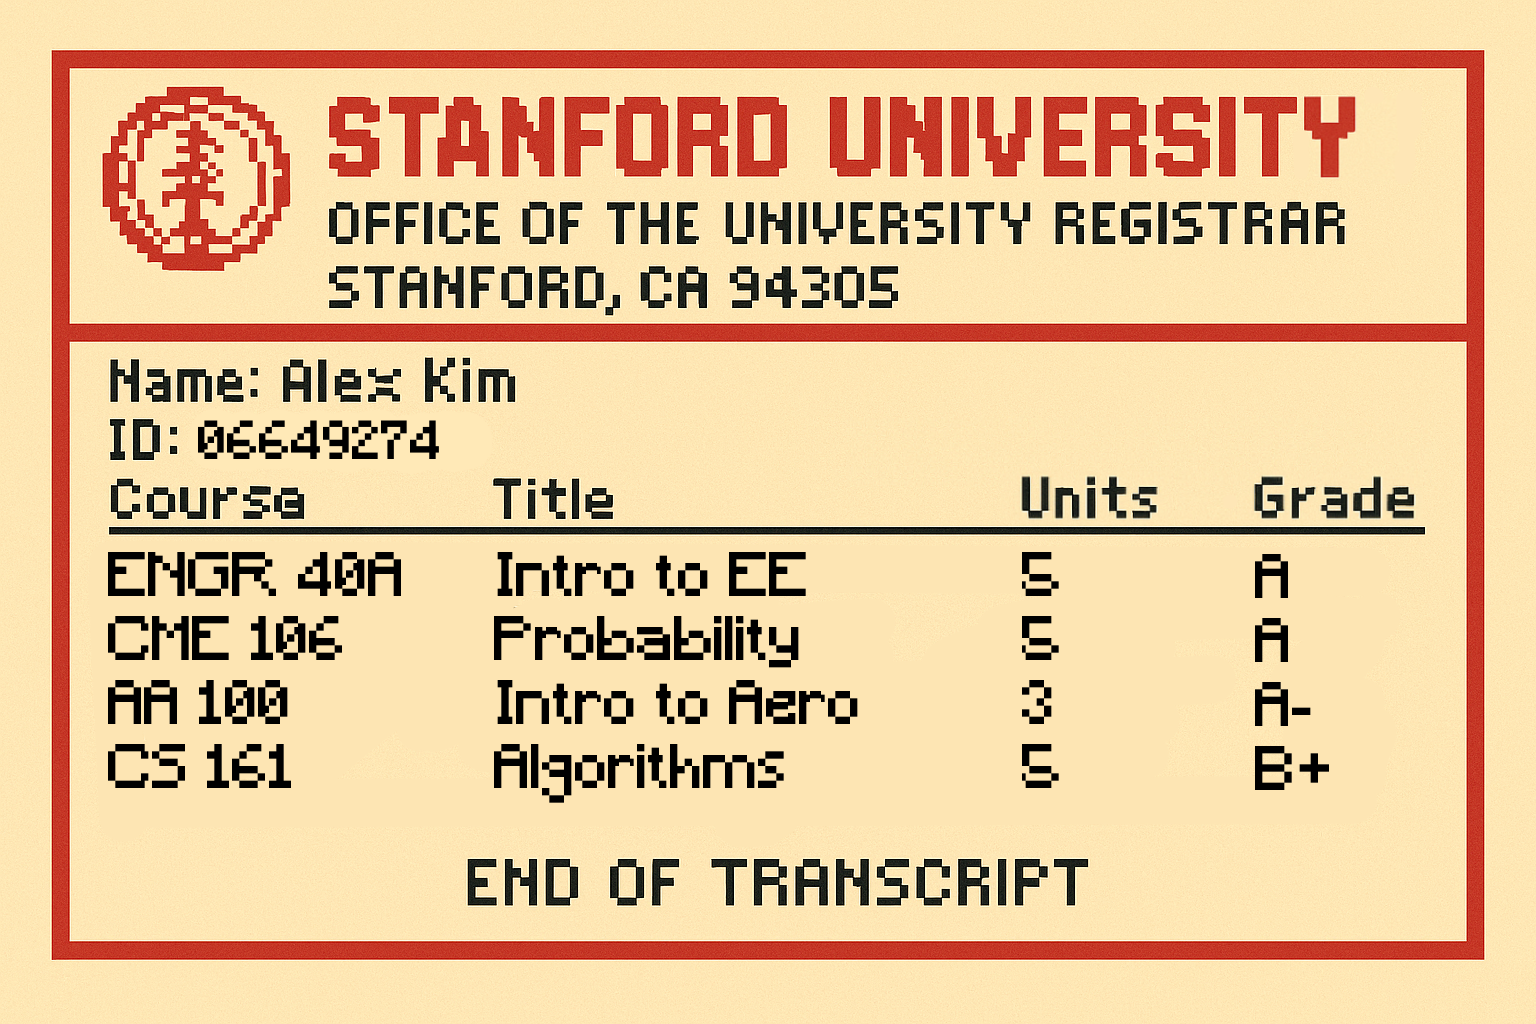 STANFORD UNIVERSITY
OFFICE OF THE UNIVERSITY REGISTRAR
STANFORD, CA 94305
Name: Alex Kim
ID: 06649274
Course Title Units Grade
ENGR 40A Intro to EE 5 A
CME 106 Probability 5 A
AA 100 Intro to Aero 3 A-
CS 161 Algorithms 5 B+
END OF TRANSCRIPT